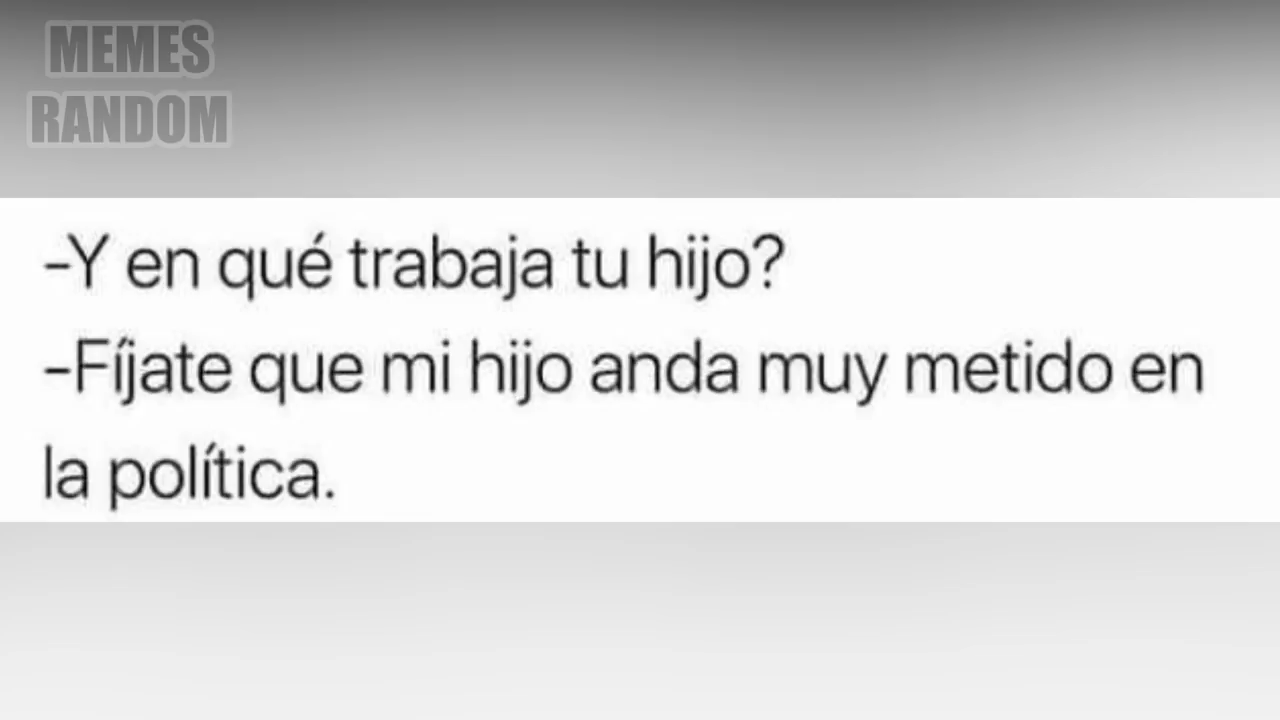 MEMES
RANDOM
-Y en qué trabaja tu hijo?
-Fíjate que mi hijo anda muy metido en
la política.